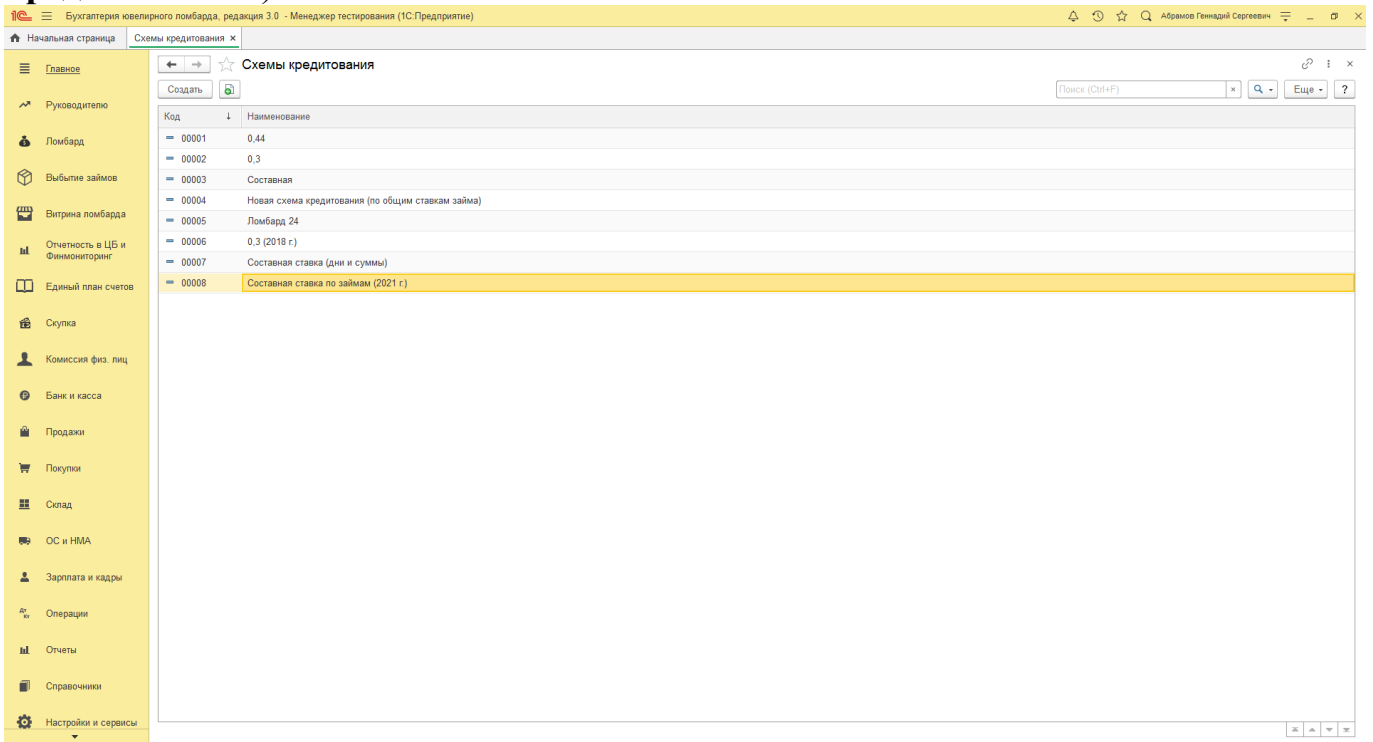 1С Бухгалтерия ювелирного ломбарда, редакция 3.0 - Менеджер тестирования (1С:Предприятие) Абрамов Геннадий Сергеевич
Начальная страница Схемы кредитования ×
Главное
Руководителю
Ломбард
Выбытие займов
Витрина ломбарда
Отчетность в ЦБ и
Финмониторинг
Единый план счетов
Скупка
Комиссия физ. лиц
Банк и касса
Продажи
Покупки
Склад
ОС и НМА
Зарплата и кадры
Дт Кт Операции
Отчеты
Справочники
Настройки и сервисы
Схемы кредитования
Создать Поиск (Ctrl+F) × Еще ?
Код ↓ Наименование
00001 0,44
00002 0,3
00003 Составная
00004 Новая схема кредитования (по общим ставкам займа)
00005 Ломбард 24
00006 0,3 (2018 г.)
00007 Составная ставка (дни и суммы)
00008 Составная ставка по займам (2021 г.)